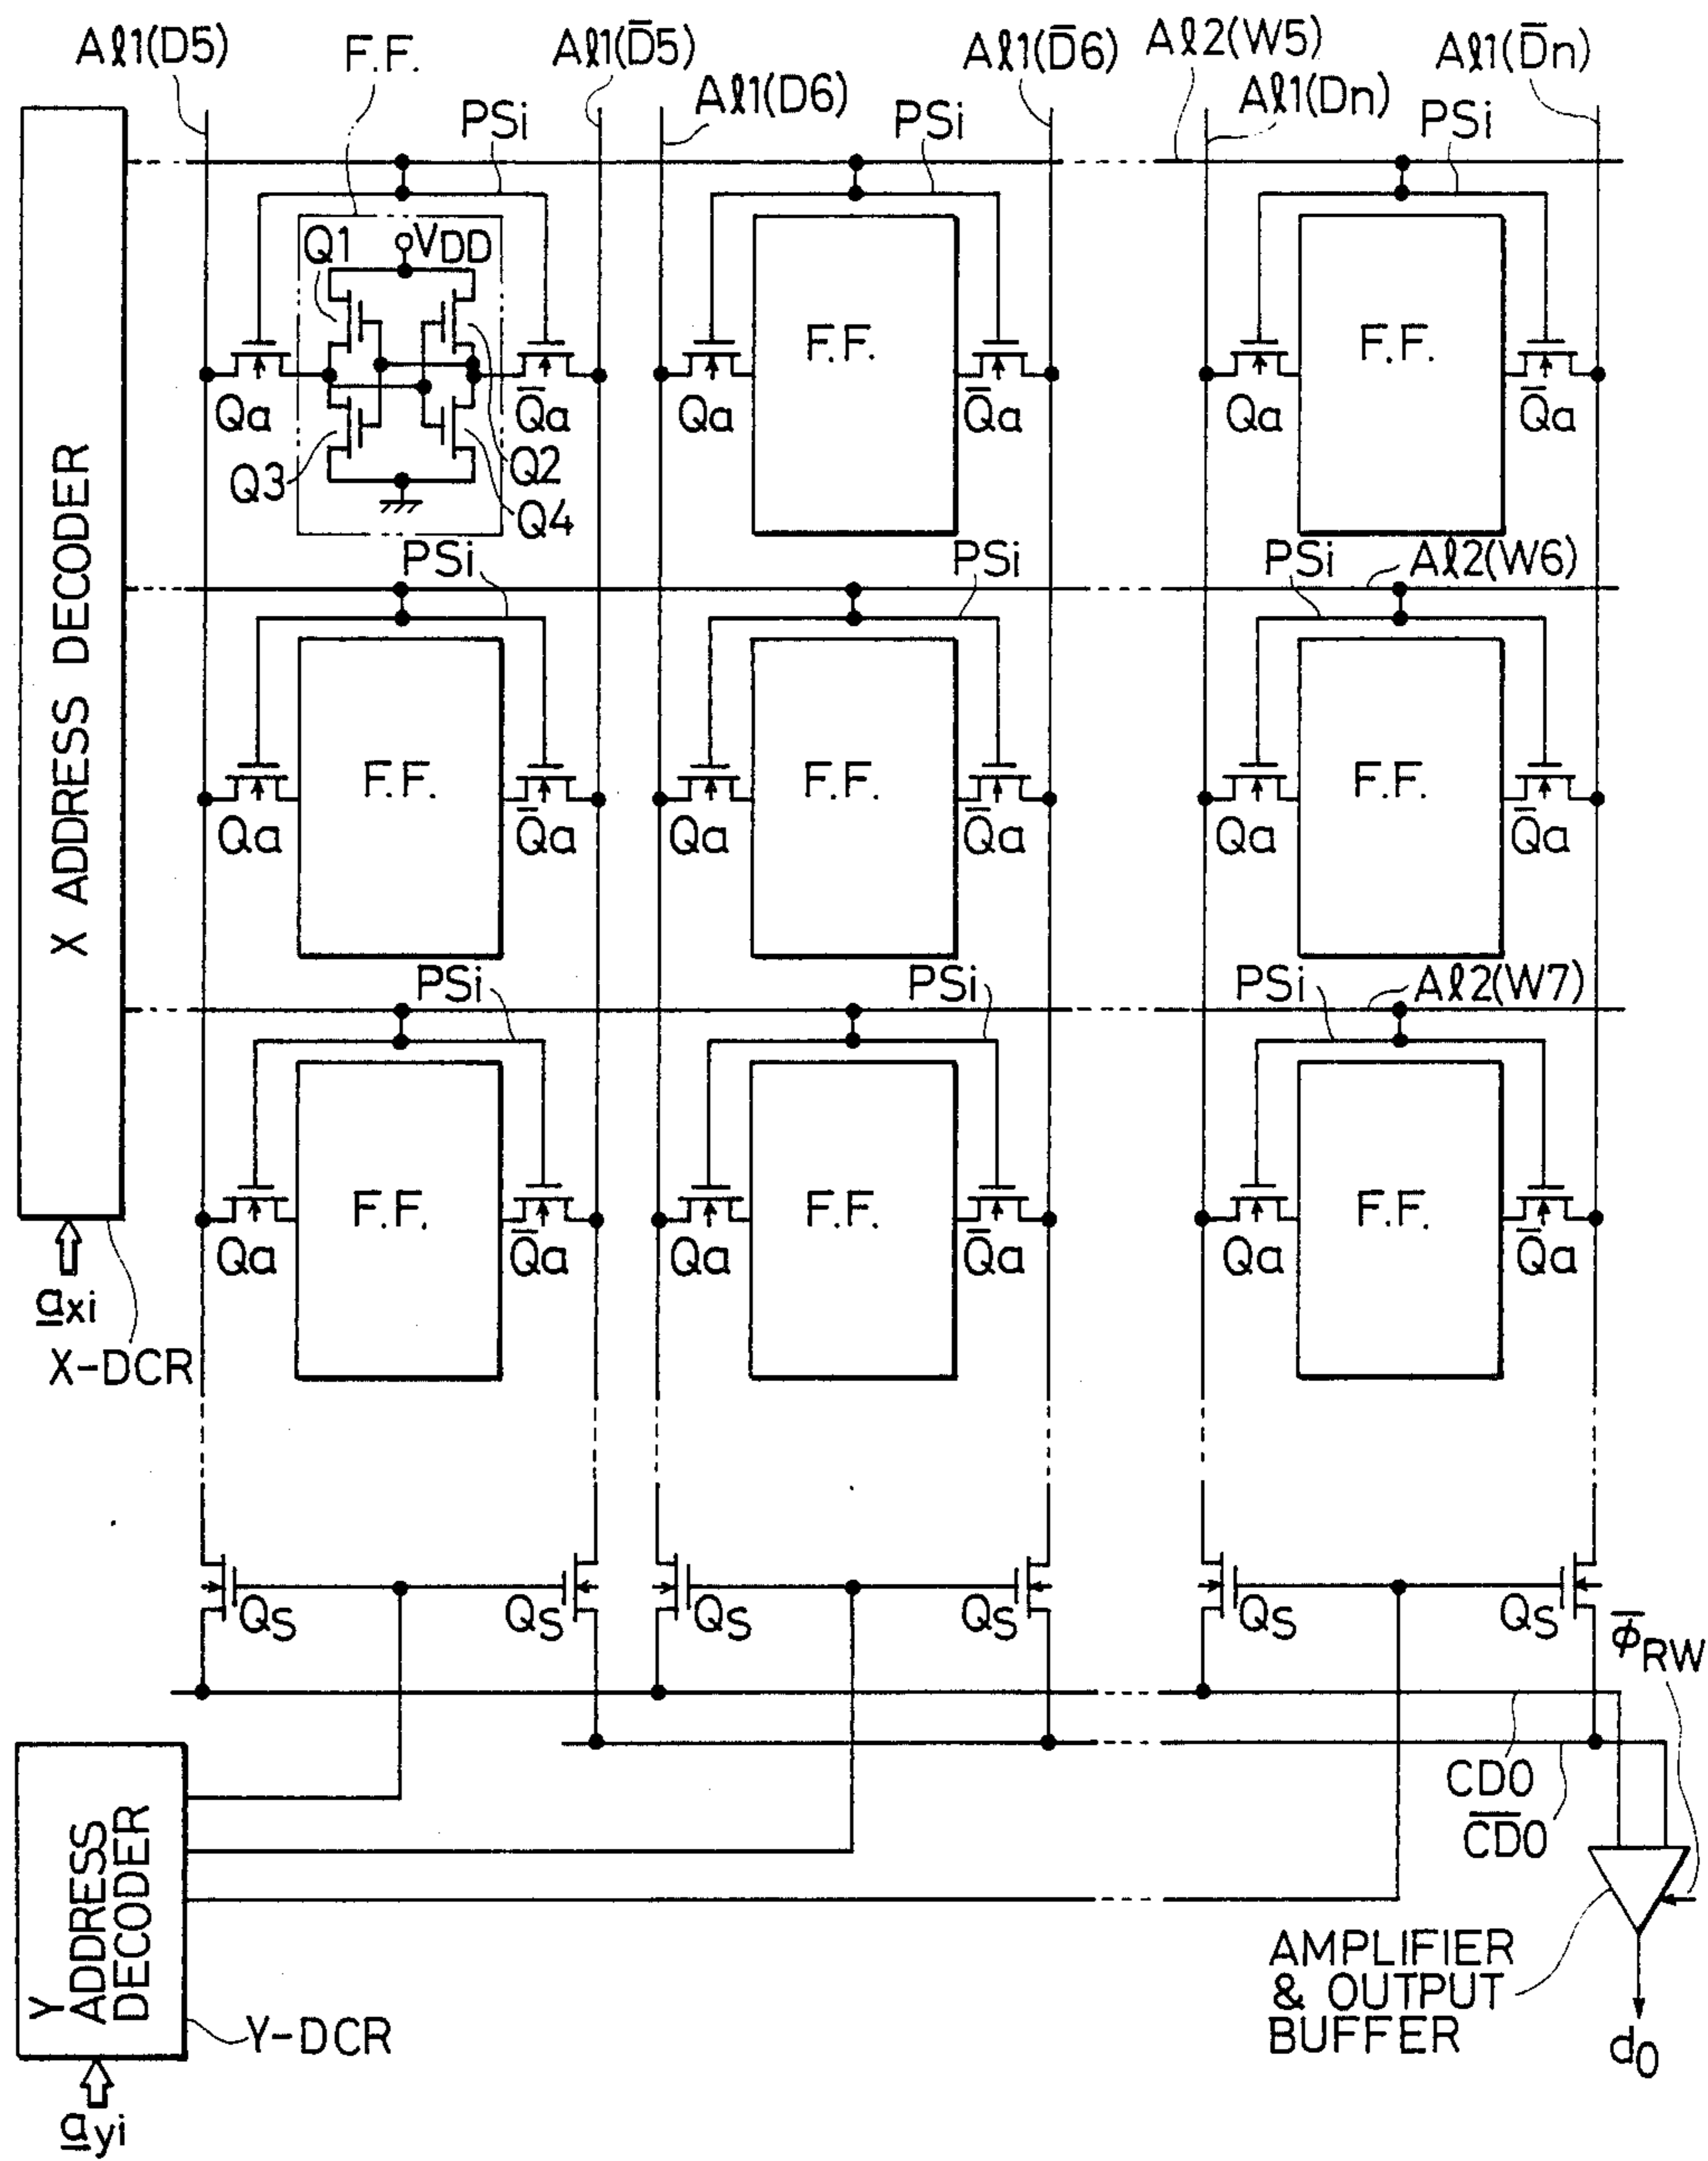 Aℓ1(D5)
F.F.
Aℓ1(D̅5)
Aℓ1(D6)
Aℓ1(D̅6)
Aℓ2(W5)
Aℓ1(Dn)
Aℓ1(D̅n)
PSi
PSi
PSi
Q1
VDD
F.F.
F.F.
Qa
Q̅a
Qa
Q̅a
Qa
Q̅a
Q3
Q2
Q4
X ADDRESS DECODER
PSi
PSi
PSi
Aℓ2(W6)
F.F.
F.F.
F.F.
Qa
Q̅a
Qa
Q̅a
Qa
Q̅a
PSi
PSi
PSi
Aℓ2(W7)
F.F.
F.F.
F.F.
Qa
Q̅a
Qa
Q̅a
Qa
Q̅a
axi
X-DCR
QS
QS
QS
QS
QS
QS
ϕ̅RW
CD0
C̅D̅0
Y
ADDRESS
DECODER
Y-DCR
ayi
AMPLIFIER
& OUTPUT
BUFFER
d0